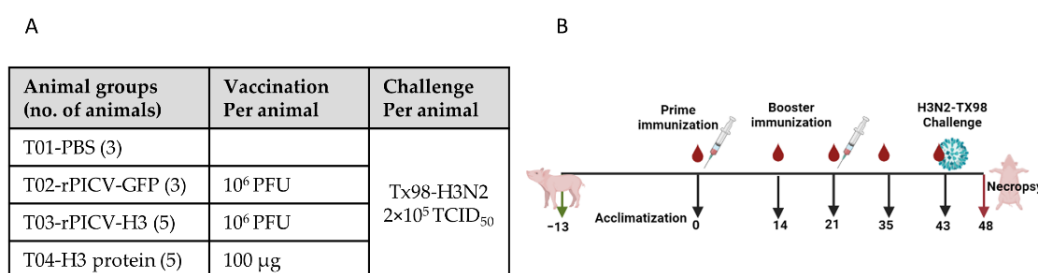 A
B
Animal groups
(no. of animals)
Vaccination
Per animal
Challenge
Per animal
T01-PBS (3)
T02-rPICV-GFP (3)
10⁶ PFU
T03-rPICV-H3 (5)
10⁶ PFU
T04-H3 protein (5)
100 µg
Tx98-H3N2
2×10⁵ TCID₅₀
Prime
immunization
Booster
immunization
H3N2-TX98
Challenge
Necropsy
Acclimatization
−13
0
14
21
35
43
48